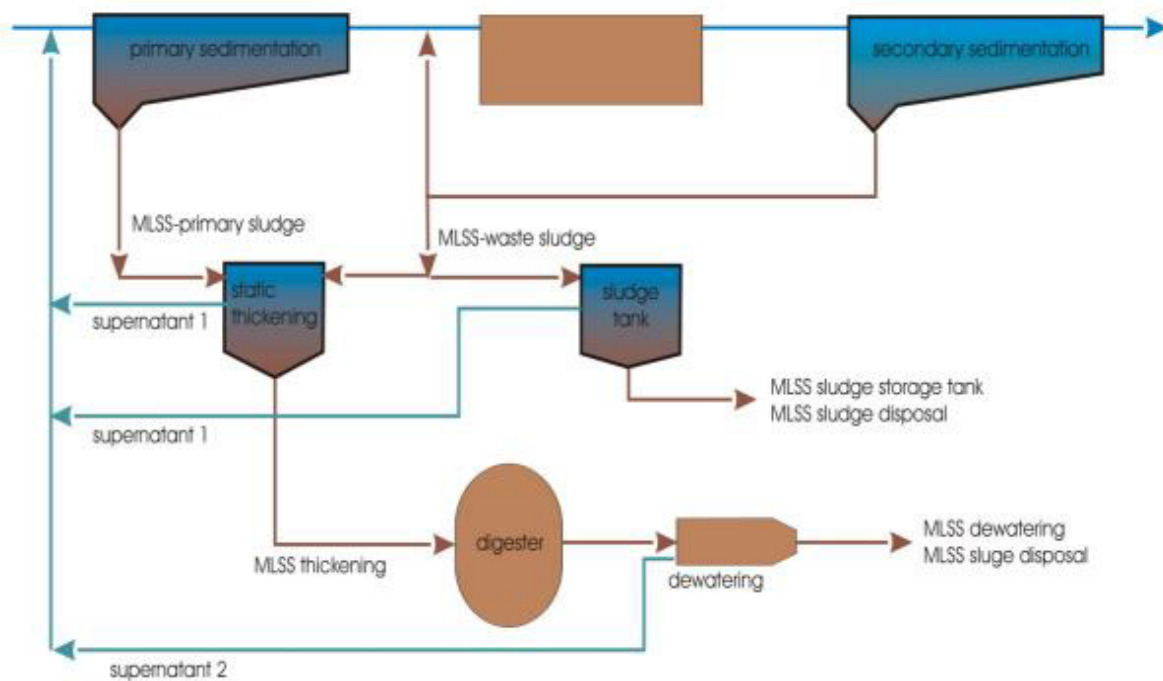 primary sedimentation
secondary sedimentation
MLSS-primary sludge
MLSS-waste sludge
static
thickening
sludge
tank
supernatant 1
MLSS sludge storage tank
MLSS sludge disposal
supernatant 1
digester
MLSS thickening
dewatering
MLSS dewatering
MLSS sluge disposal
supernatant 2